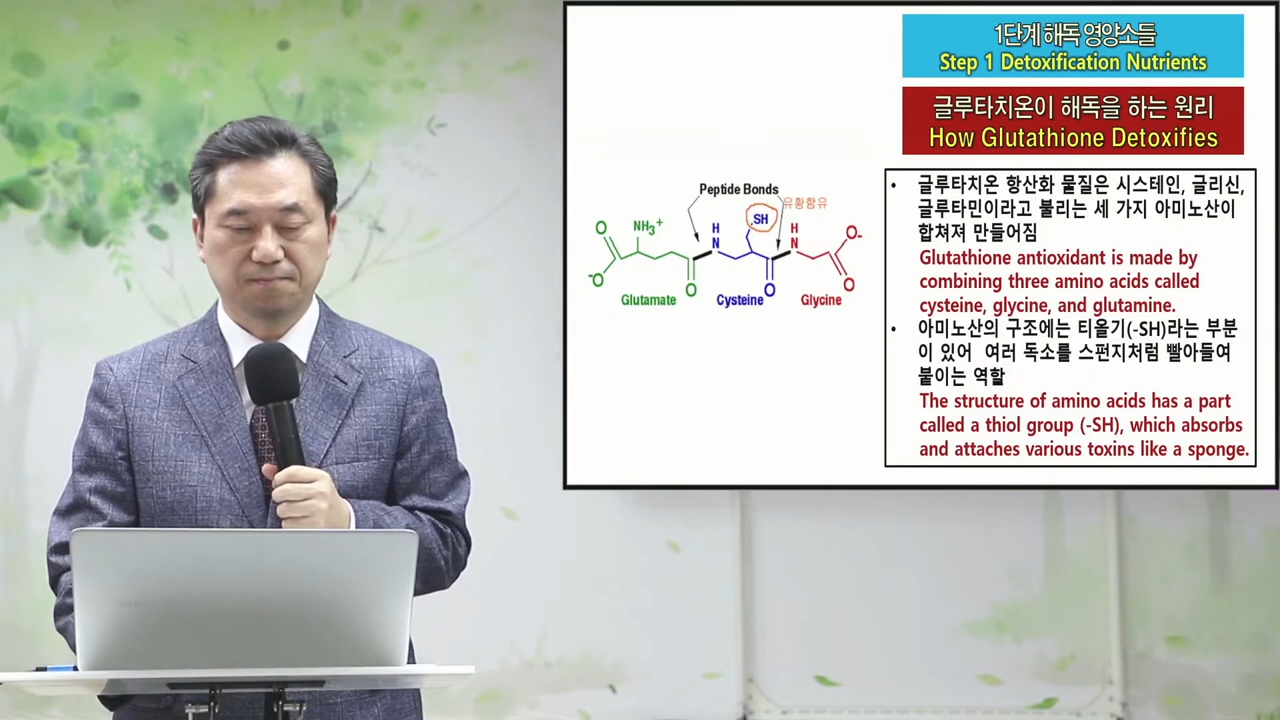 1단계 해독 영양소들
Step 1 Detoxification Nutrients
글루타치온이 해독을 하는 원리
How Glutathione Detoxifies
Peptide Bonds
유황함유
SH
O
NH₃⁺
H
N
H
N
O-
-O
O
O
O
Glutamate
Cysteine
Glycine
• 글루타치온 항산화 물질은 시스테인, 글리신,
글루타민이라고 불리는 세 가지 아미노산이
합쳐져 만들어짐
Glutathione antioxidant is made by
combining three amino acids called
cysteine, glycine, and glutamine.
• 아미노산의 구조에는 티올기(-SH)라는 부분
이 있어 여러 독소를 스펀지처럼 빨아들여
붙이는 역할
The structure of amino acids has a part
called a thiol group (-SH), which absorbs
and attaches various toxins like a sponge.